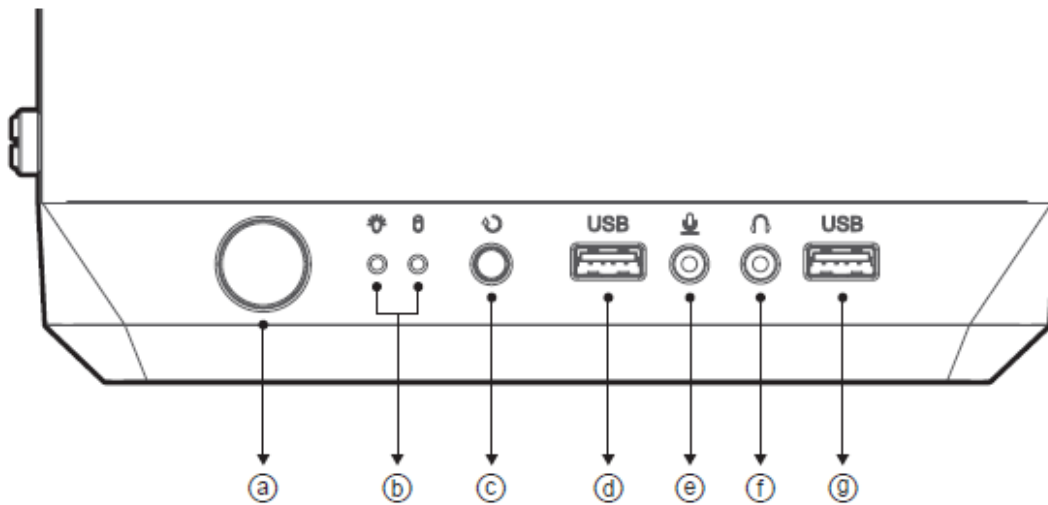 USB USB
ⓐ ⓑ ⓒ ⓓ ⓔ ⓕ ⓖ